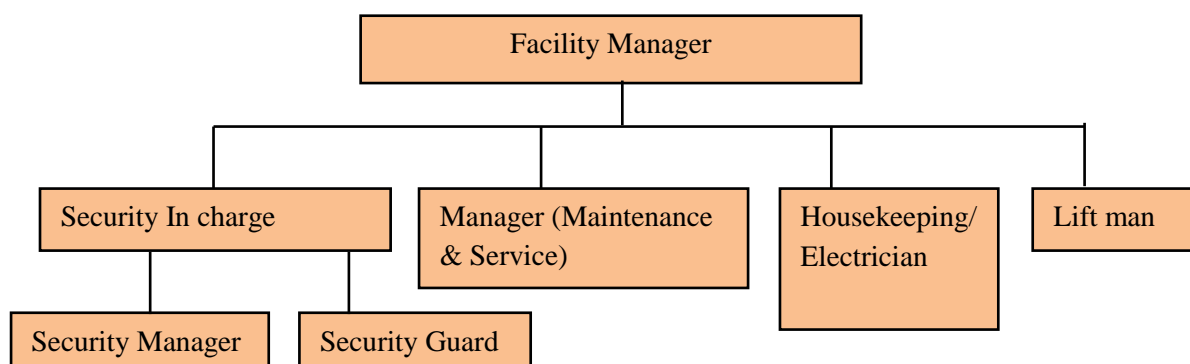 Facility Manager
Security In charge
Manager (Maintenance
& Service)
Housekeeping/
Electrician
Lift man
Security Manager
Security Guard